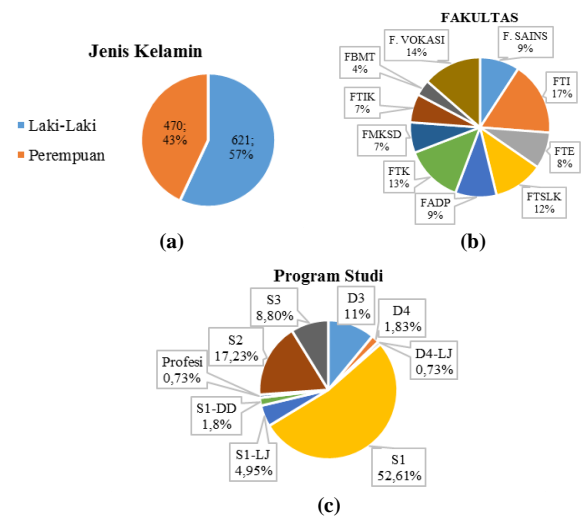 Jenis Kelamin
Laki-Laki
Perempuan
470;
43%
621;
57%
(a)
FAKULTAS
F. VOKASI
14%
F. SAINS
9%
FBMT
4%
FTI
17%
FTIK
7%
FTE
8%
FMKSD
7%
FTK
13%
FTSLK
12%
FADP
9%
(b)
Program Studi
S3
8,80%
D3
11%
D4
1,83%
S2
17,23%
D4-LJ
0,73%
Profesi
0,73%
S1-DD
1,8%
S1-LJ
4,95%
S1
52,61%
(c)